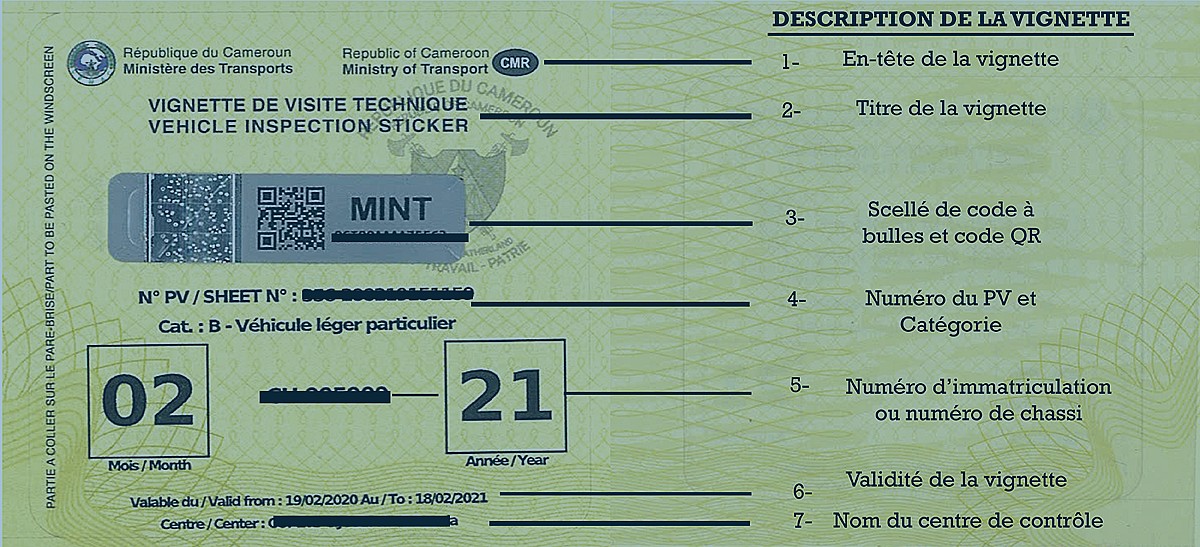 DESCRIPTION DE LA VIGNETTE
République du Cameroun
Ministère des Transports
Republic of Cameroon
Ministry of Transport
CMR
1- En-tête de la vignette
VIGNETTE DE VISITE TECHNIQUE
VEHICLE INSPECTION STICKER
2- Titre de la vignette
REPUBLIQUE DU CAMEROUN
MINT
TRAVAIL - PATRIE
3- Scellé de code à
bulles et code QR
N° PV / SHEET N° :
Cat. : B - Véhicule léger particulier
4- Numéro du PV et
Catégorie
02
Mois / Month
21
Année / Year
5- Numéro d'immatriculation
ou numéro de chassi
Valable du / Valid from : 19/02/2020 Au / To : 18/02/2021
6- Validité de la vignette
Centre / Center :
7- Nom du centre de contrôle
PARTIE A COLLER SUR LE PARE-BRISE/PART TO BE PASTED ON THE WINDSCREEN